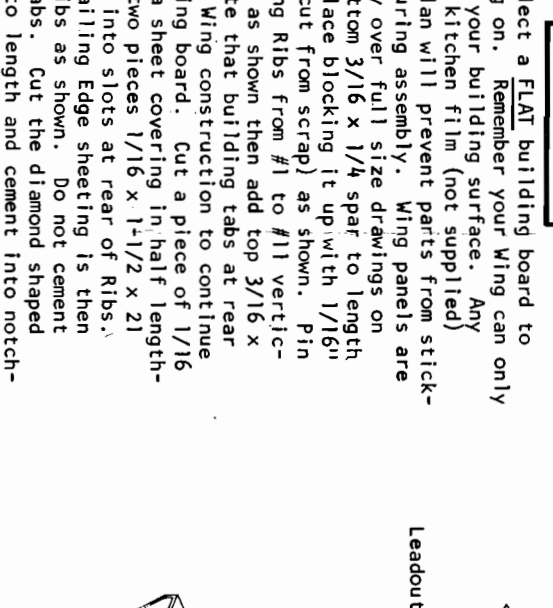 lect a FLAT building board to
g on. Remember your Wing can only
your building surface. Any
kitchen film (not supplied)
lan will prevent parts from stick-
uring assembly. Wing panels are
y over full size drawings on
ttom 3/16 x 1/4 spar to length
lace blocking it up with 1/16"
cut from scrap) as shown. Pin
ng Ribs from #1 to #11 vertic-
as shown then add top 3/16 x
te that building tabs at rear
Wing construction to continue
ing board. Cut a piece of 1/16
a sheet covering in half length-
two pieces 1/16 x 1-1/2 x 21
into slots at rear of Ribs.
ailing Edge sheeting is then
ibs as shown. Do not cement
abs. Cut the diamond shaped
to length and cement into notch-
Leadout